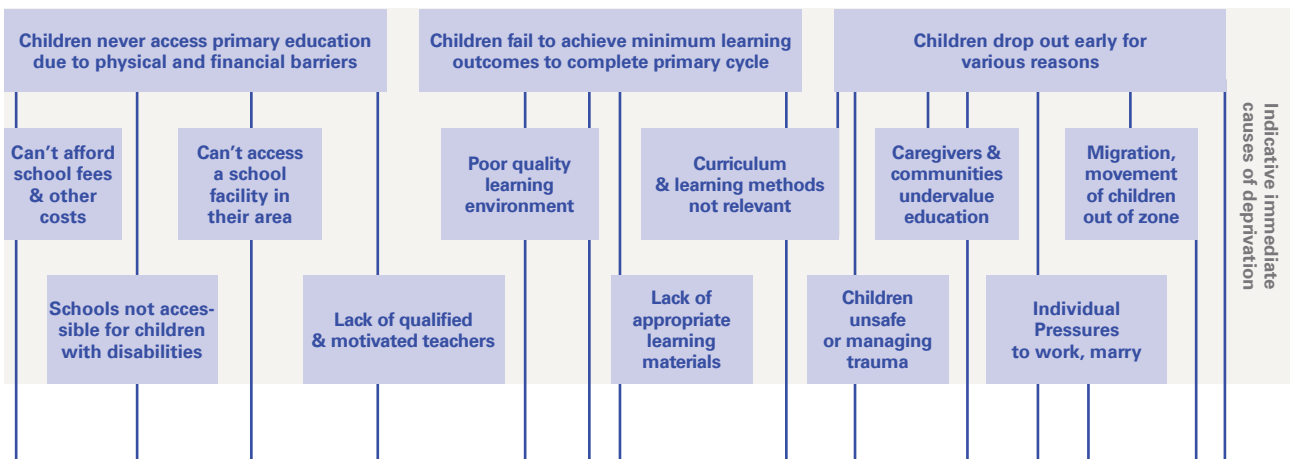 Children never access primary education
due to physical and financial barriers
Children fail to achieve minimum learning
outcomes to complete primary cycle
Children drop out early for
various reasons
Can't afford
school fees
& other
costs
Can't access
a school
facility in
their area
Poor quality
learning
environment
Curriculum
& learning methods
not relevant
Caregivers &
communities
undervalue
education
Migration,
movement
of children
out of zone
Schools not acces-
sible for children
with disabilities
Lack of qualified
& motivated teachers
Lack of
appropriate
learning
materials
Children
unsafe
or managing
trauma
Individual
Pressures
to work, marry
Indicative immediate
causes of deprivation